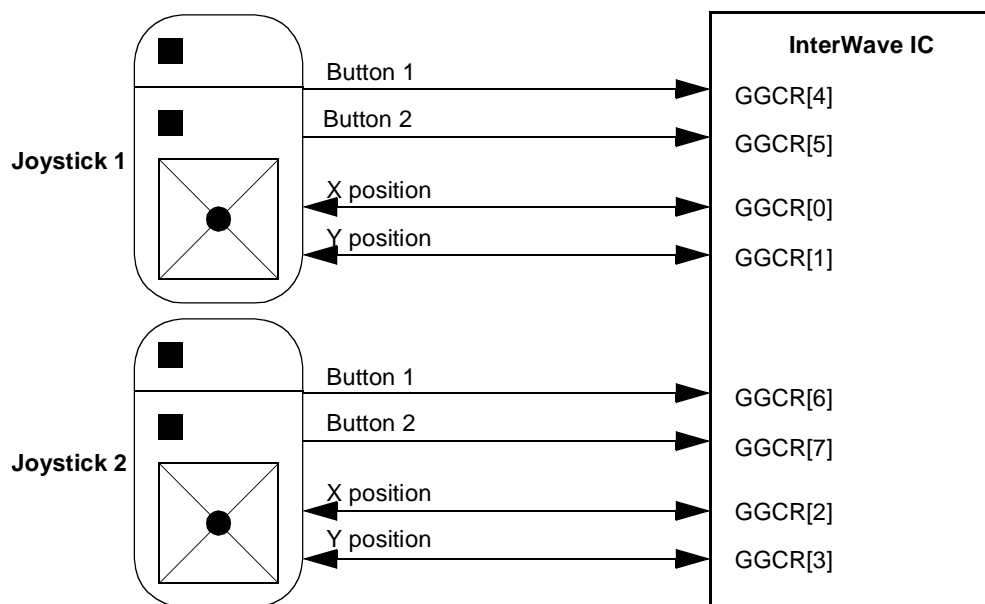 InterWave IC
Button 1
GGCR[4]
Button 2
GGCR[5]
Joystick 1
X position
GGCR[0]
Y position
GGCR[1]
Button 1
GGCR[6]
Button 2
GGCR[7]
Joystick 2
X position
GGCR[2]
Y position
GGCR[3]